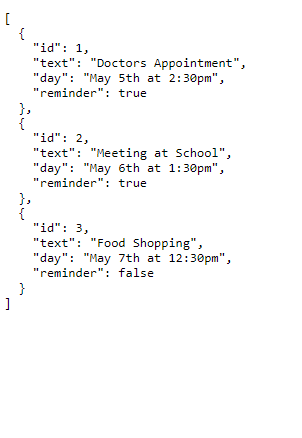 [
  {
    "id": 1,
    "text": "Doctors Appointment",
    "day": "May 5th at 2:30pm",
    "reminder": true
  },
  {
    "id": 2,
    "text": "Meeting at School",
    "day": "May 6th at 1:30pm",
    "reminder": true
  },
  {
    "id": 3,
    "text": "Food Shopping",
    "day": "May 7th at 12:30pm",
    "reminder": false
  }
]